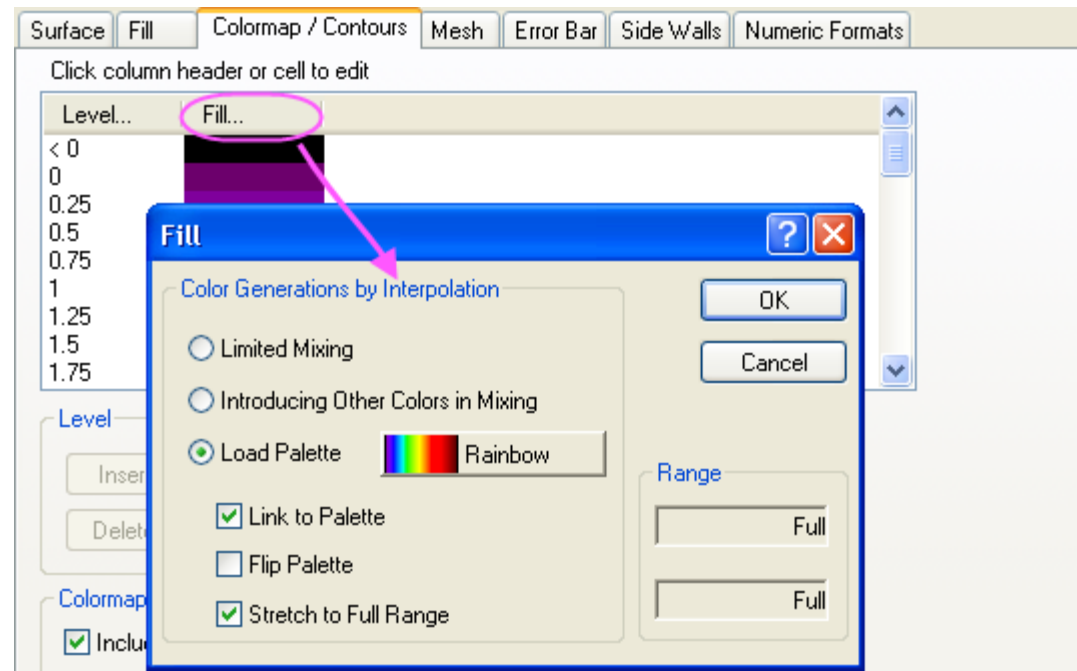 Surface Fill Colormap / Contours Mesh Error Bar Side Walls Numeric Formats
Click column header or cell to edit
Level... Fill...
< 0
0
0.25
0.5
0.75
1
1.25
1.5
1.75
Level
Colormap
Fill
Color Generations by Interpolation
Limited Mixing
Introducing Other Colors in Mixing
Load Palette Rainbow
Link to Palette
Flip Palette
Stretch to Full Range
OK
Cancel
Range
Full
Full